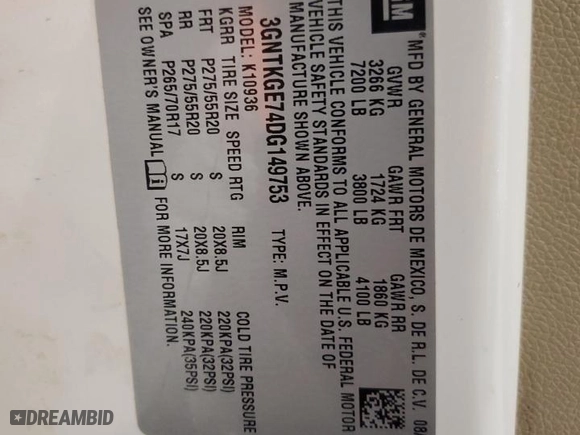 GM
MFD BY GENERAL MOTORS DE MEXICO, S. DE R.L. DE C.V. 08/
GVWR GAWR FRT GAWR RR
3266 KG 1724 KG 1860 KG
7200 LB 3800 LB 4100 LB
THIS VEHICLE CONFORMS TO ALL APPLICABLE U.S. FEDERAL MOTOR
VEHICLE SAFETY STANDARDS IN EFFECT ON THE DATE OF
MANUFACTURE SHOWN ABOVE.
3GNTKGE74DG149753 TYPE: M.P.V.
MODEL: K10936
KGRR TIRE SIZE SPEED RTG RIM COLD TIRE PRESSURE
FRT P275/55R20 S 20X8.5J 220KPA(32PSI)
RR P275/55R20 S 20X8.5J 220KPA(32PSI)
SPA P265/70R17 S 17X7J 240KPA(35PSI)
SEE OWNER'S MANUAL i FOR MORE INFORMATION.
DREAMBID